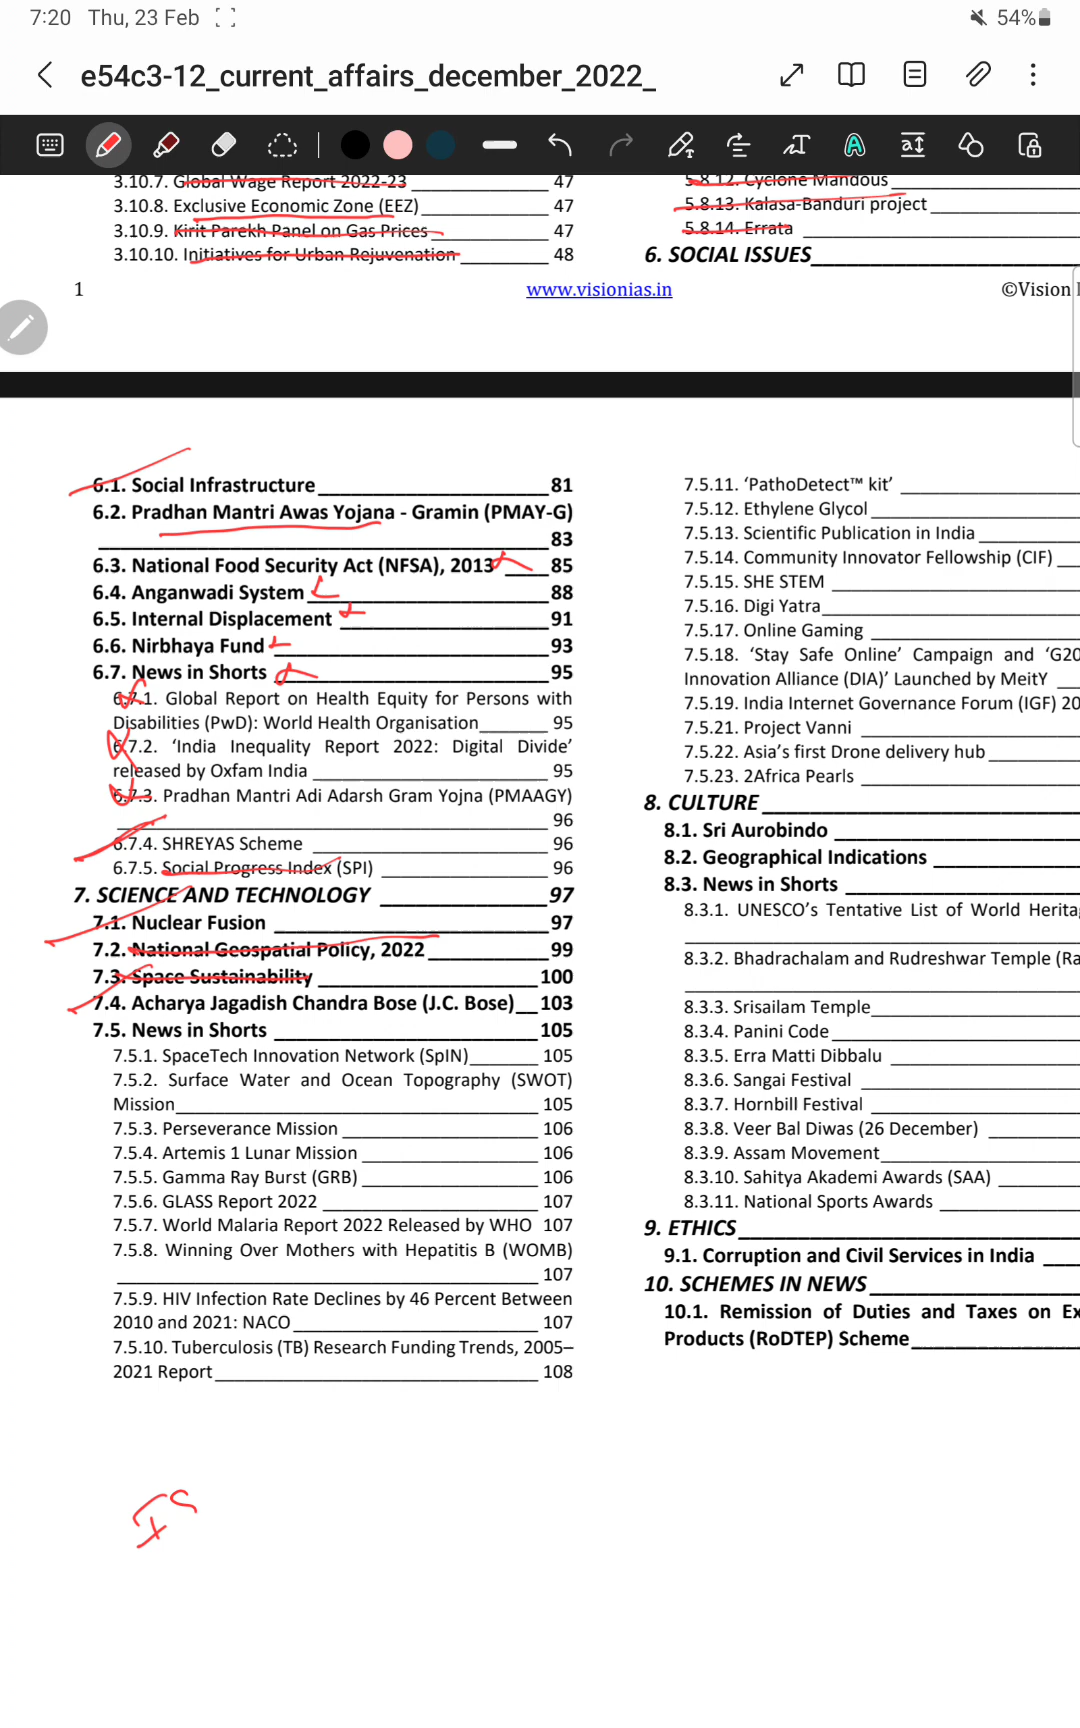 7:20 Thu, 23 Feb
54%
e54c3-12_current_affairs_december_2022_
3.10.7. Global Wage Report 2022-23 47
3.10.8. Exclusive Economic Zone (EEZ) 47
3.10.9. Kirit Parekh Panel on Gas Prices 47
3.10.10. Initiatives for Urban Rejuvenation 48
5.8.12. Cyclone Mandous
5.8.13. Kalasa-Banduri project
5.8.14. Errata
6. SOCIAL ISSUES
1
www.visionias.in
©Vision
6.1. Social Infrastructure 81
6.2. Pradhan Mantri Awas Yojana - Gramin (PMAY-G)
83
6.3. National Food Security Act (NFSA), 2013 85
6.4. Anganwadi System 88
6.5. Internal Displacement 91
6.6. Nirbhaya Fund 93
6.7. News in Shorts 95
6.7.1. Global Report on Health Equity for Persons with
Disabilities (PwD): World Health Organisation 95
6.7.2. ‘India Inequality Report 2022: Digital Divide’
released by Oxfam India 95
6.7.3. Pradhan Mantri Adi Adarsh Gram Yojna (PMAAGY)
96
6.7.4. SHREYAS Scheme 96
6.7.5. Social Progress Index (SPI) 96
7. SCIENCE AND TECHNOLOGY 97
7.1. Nuclear Fusion 97
7.2. National Geospatial Policy, 2022 99
7.3. Space Sustainability 100
7.4. Acharya Jagadish Chandra Bose (J.C. Bose) 103
7.5. News in Shorts 105
7.5.1. SpaceTech Innovation Network (SpIN) 105
7.5.2. Surface Water and Ocean Topography (SWOT)
Mission 105
7.5.3. Perseverance Mission 106
7.5.4. Artemis 1 Lunar Mission 106
7.5.5. Gamma Ray Burst (GRB) 106
7.5.6. GLASS Report 2022 107
7.5.7. World Malaria Report 2022 Released by WHO 107
7.5.8. Winning Over Mothers with Hepatitis B (WOMB)
107
7.5.9. HIV Infection Rate Declines by 46 Percent Between
2010 and 2021: NACO 107
7.5.10. Tuberculosis (TB) Research Funding Trends, 2005–
2021 Report 108
7.5.11. ‘PathoDetect™ kit’
7.5.12. Ethylene Glycol
7.5.13. Scientific Publication in India
7.5.14. Community Innovator Fellowship (CIF)
7.5.15. SHE STEM
7.5.16. Digi Yatra
7.5.17. Online Gaming
7.5.18. ‘Stay Safe Online’ Campaign and ‘G20
Innovation Alliance (DIA)’ Launched by MeitY
7.5.19. India Internet Governance Forum (IGF) 20
7.5.21. Project Vanni
7.5.22. Asia’s first Drone delivery hub
7.5.23. 2Africa Pearls
8. CULTURE
8.1. Sri Aurobindo
8.2. Geographical Indications
8.3. News in Shorts
8.3.1. UNESCO’s Tentative List of World Herita
8.3.2. Bhadrachalam and Rudreshwar Temple (Ra
8.3.3. Srisailam Temple
8.3.4. Panini Code
8.3.5. Erra Matti Dibbalu
8.3.6. Sangai Festival
8.3.7. Hornbill Festival
8.3.8. Veer Bal Diwas (26 December)
8.3.9. Assam Movement
8.3.10. Sahitya Akademi Awards (SAA)
8.3.11. National Sports Awards
9. ETHICS
9.1. Corruption and Civil Services in India
10. SCHEMES IN NEWS
10.1. Remission of Duties and Taxes on Ex
Products (RoDTEP) Scheme